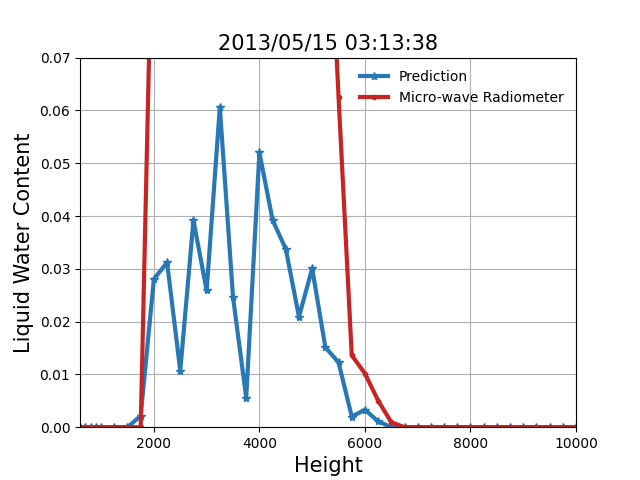 2013/05/15 03:13:38
0.07
0.06
0.05
0.04
0.03
0.02
0.01
0.00
Liquid Water Content
Prediction
Micro-wave Radiometer
2000 4000 6000 8000 10000
Height